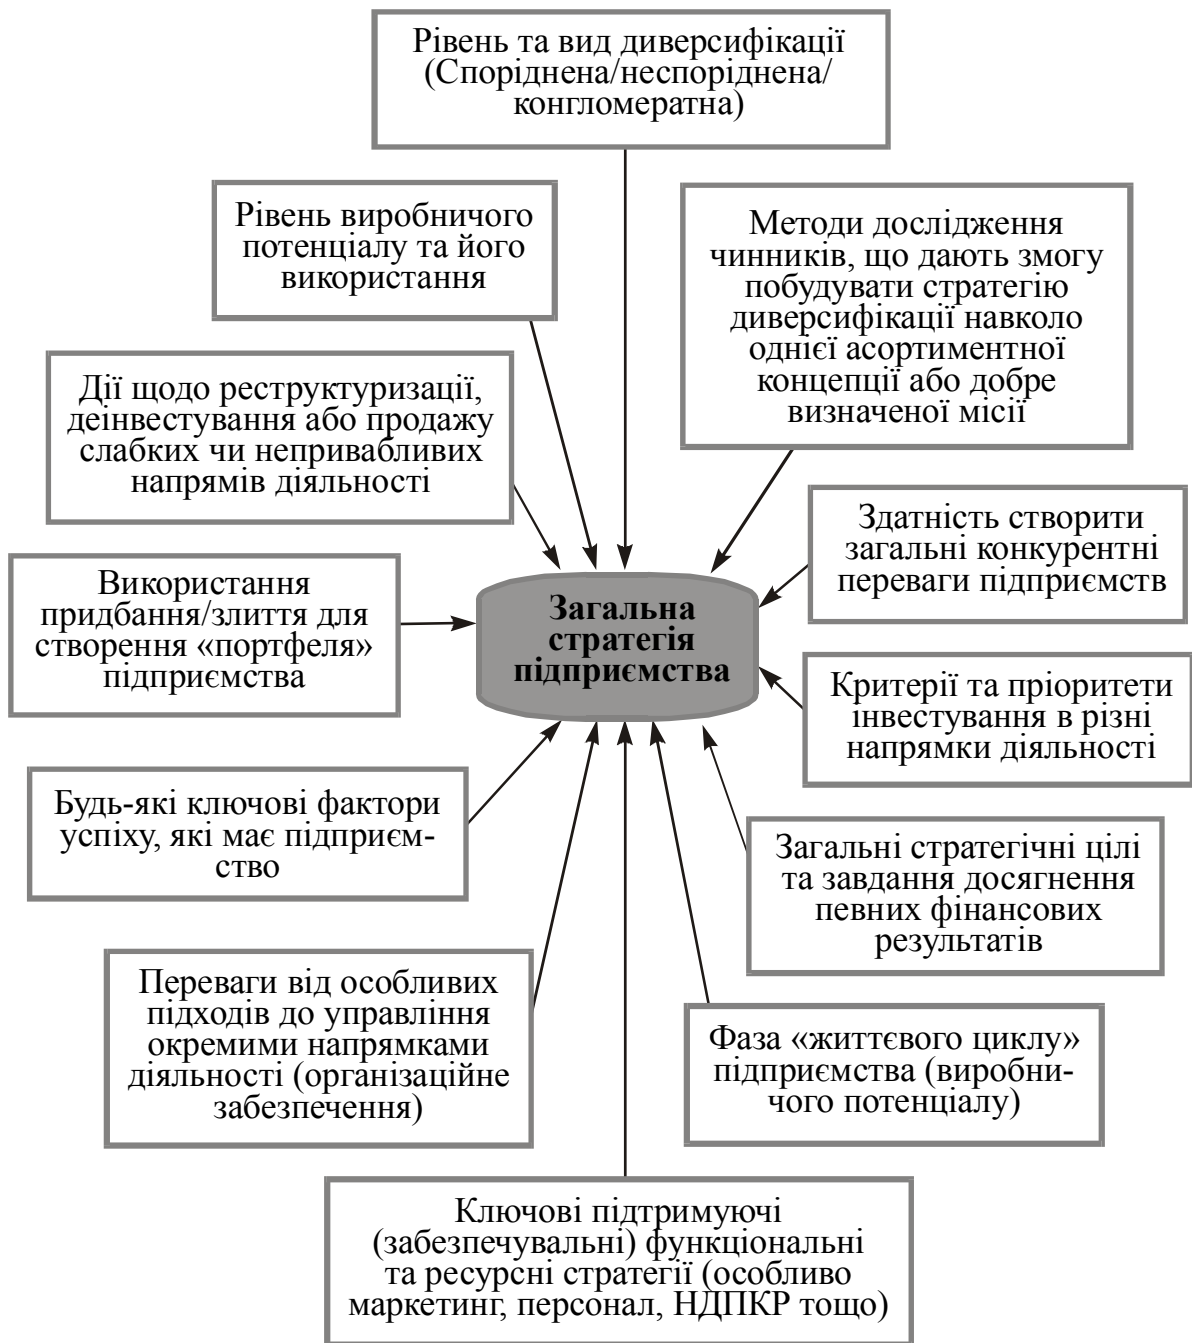 Рівень та вид диверсифікації
(Споріднена/неспоріднена/
конгломератна)
Рівень виробничого
потенціалу та його
використання
Методи дослідження
чинників, що дають змогу
побудувати стратегію
диверсифікації навколо
однієї асортиментної
концепції або добре
визначеної місії
Дії щодо реструктуризації,
деінвестування або продажу
слабких чи непривабливих
напрямів діяльності
Здатність створити
загальні конкурентні
переваги підприємств
Використання
придбання/злиття для
створення «портфеля»
підприємства
Загальна
стратегія
підприємства
Критерії та пріоритети
інвестування в різні
напрямки діяльності
Будь-які ключові фактори
успіху, які має підприєм-
ство
Загальні стратегічні цілі
та завдання досягнення
певних фінансових
результатів
Переваги від особливих
підходів до управління
окремими напрямками
діяльності (організаційне
забезпечення)
Фаза «життєвого циклу»
підприємства (виробни-
чого потенціалу)
Ключові підтримуючі
(забезпечувальні) функціональні
та ресурсні стратегії (особливо
маркетинг, персонал, НДПКР тощо)